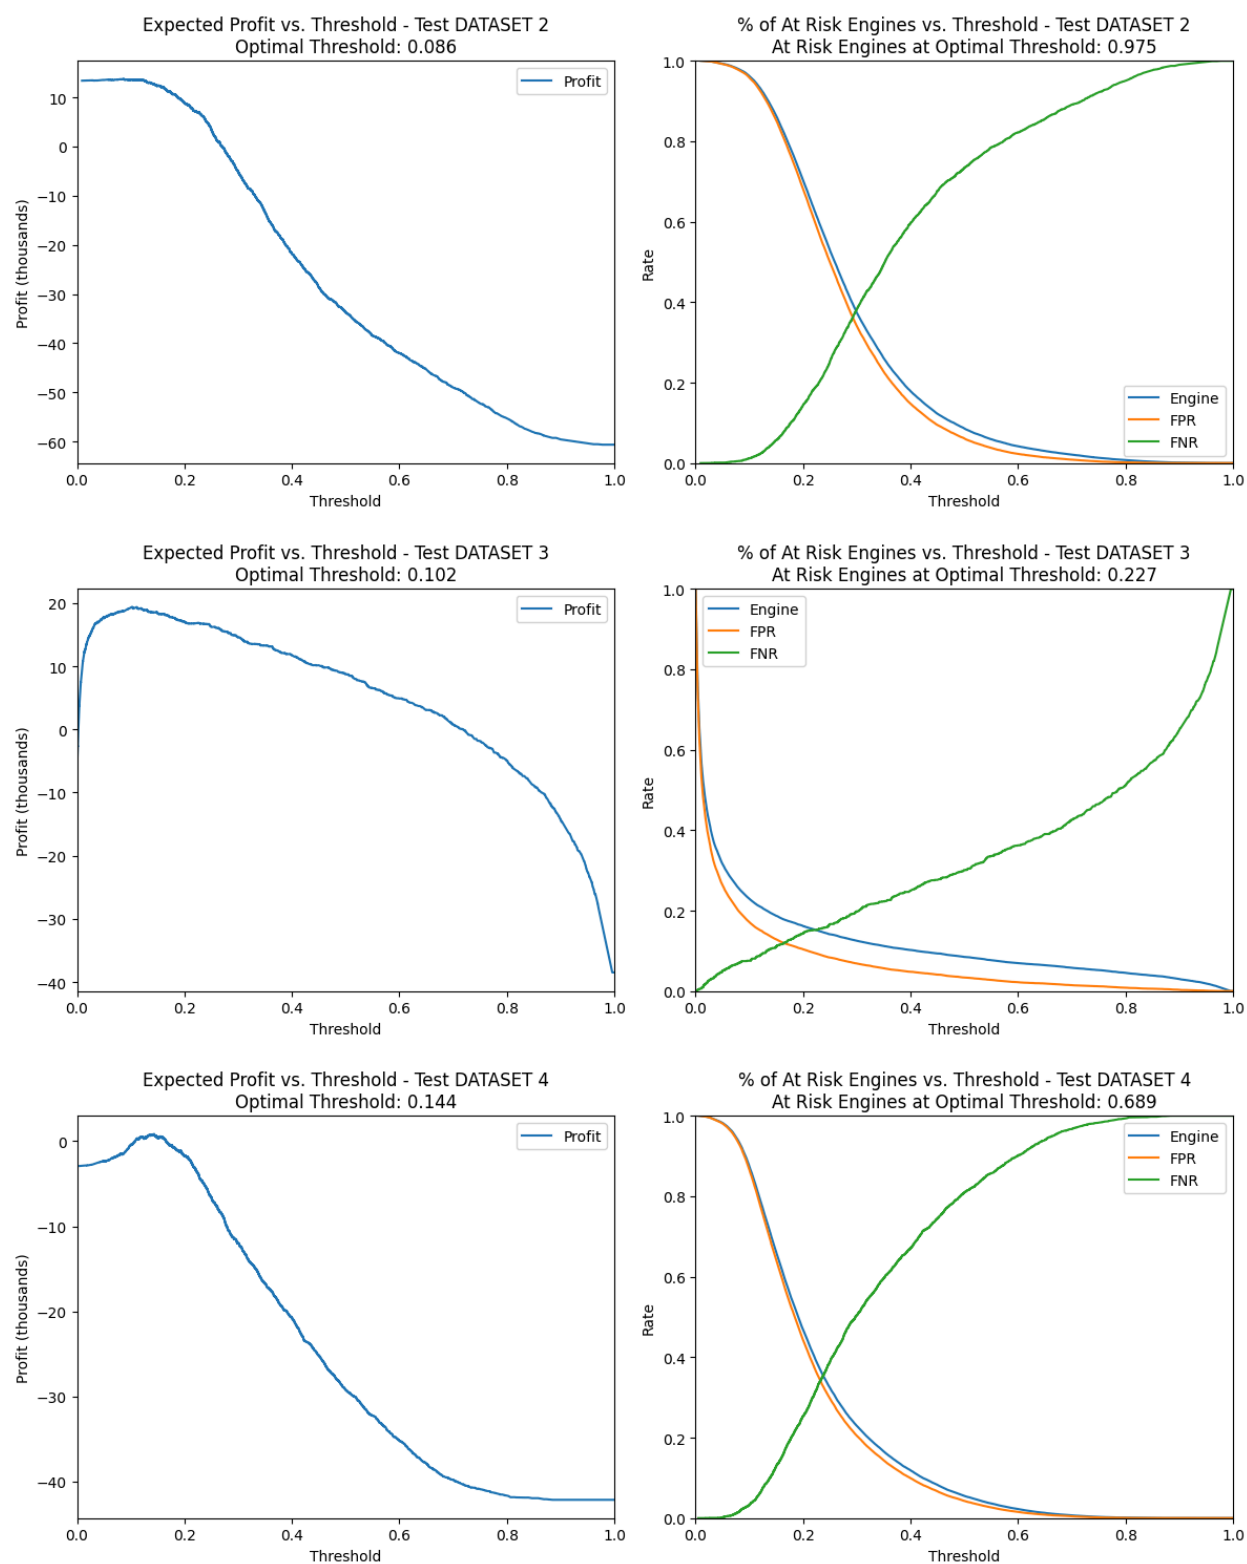 Expected Profit vs. Threshold - Test DATASET 2
Optimal Threshold: 0.086
Profit
10
0
−10
−20
−30
−40
−50
−60
Profit (thousands)
0.0
0.2
0.4
0.6
0.8
1.0
Threshold
% of At Risk Engines vs. Threshold - Test DATASET 2
At Risk Engines at Optimal Threshold: 0.975
1.0
0.8
0.6
0.4
0.2
0.0
Rate
Engine
FPR
FNR
0.0
0.2
0.4
0.6
0.8
1.0
Threshold
Expected Profit vs. Threshold - Test DATASET 3
Optimal Threshold: 0.102
Profit
20
10
0
−10
−20
−30
−40
Profit (thousands)
0.0
0.2
0.4
0.6
0.8
1.0
Threshold
% of At Risk Engines vs. Threshold - Test DATASET 3
At Risk Engines at Optimal Threshold: 0.227
Engine
FPR
FNR
1.0
0.8
0.6
0.4
0.2
0.0
Rate
0.0
0.2
0.4
0.6
0.8
1.0
Threshold
Expected Profit vs. Threshold - Test DATASET 4
Optimal Threshold: 0.144
Profit
0
−10
−20
−30
−40
Profit (thousands)
0.0
0.2
0.4
0.6
0.8
1.0
Threshold
% of At Risk Engines vs. Threshold - Test DATASET 4
At Risk Engines at Optimal Threshold: 0.689
Engine
FPR
FNR
1.0
0.8
0.6
0.4
0.2
0.0
Rate
0.0
0.2
0.4
0.6
0.8
1.0
Threshold